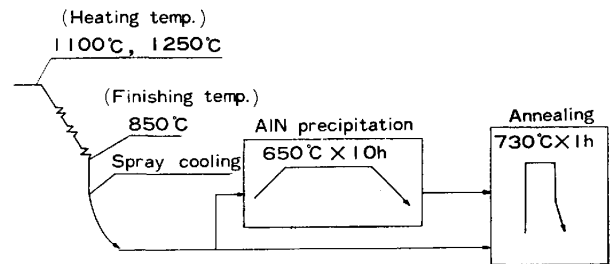 (Heating temp.)
1100℃, 1250℃
(Finishing temp.)
850℃
Spray cooling
AlN precipitation
650℃ × 10h
Annealing
730℃×1h